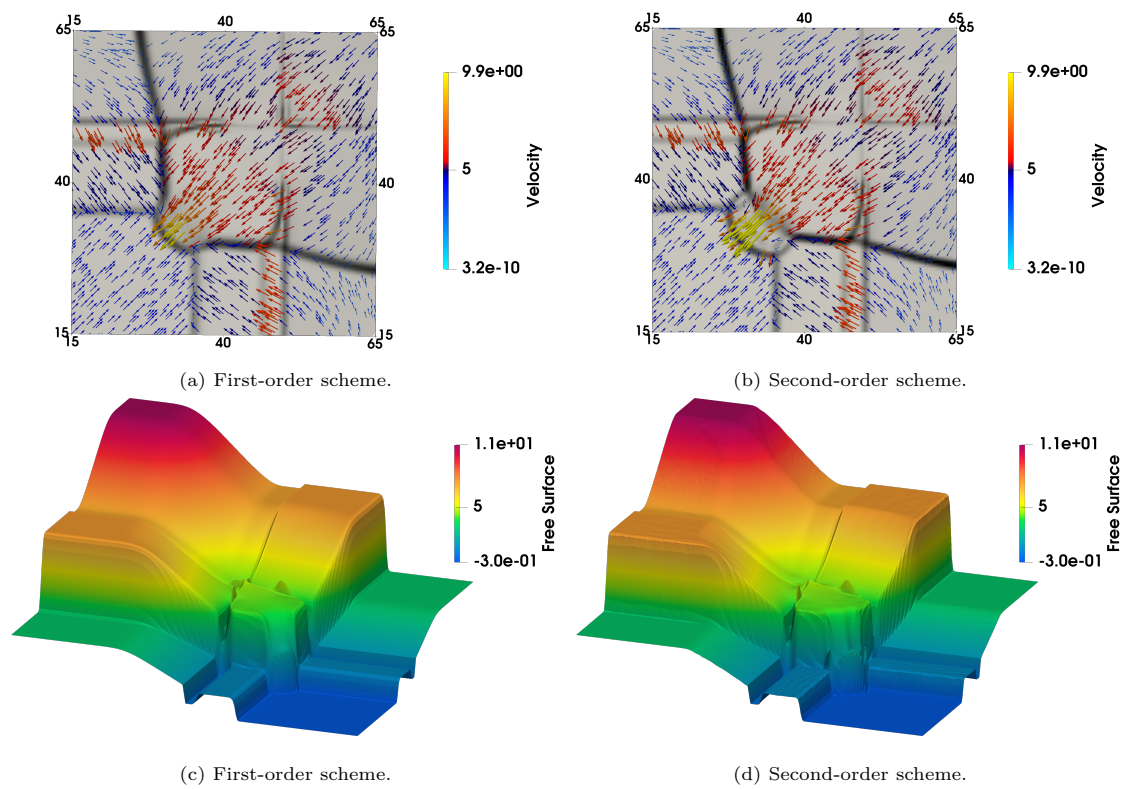 15 40 65
65 65
40 40
15 15
15 40 65
9.9e+00
5
3.2e-10
Velocity
(a) First-order scheme.
15 40 65
65 65
40 40
15 15
15 40 65
9.9e+00
5
3.2e-10
Velocity
(b) Second-order scheme.
1.1e+01
5
-3.0e-01
Free Surface
(c) First-order scheme.
1.1e+01
5
-3.0e-01
Free Surface
(d) Second-order scheme.